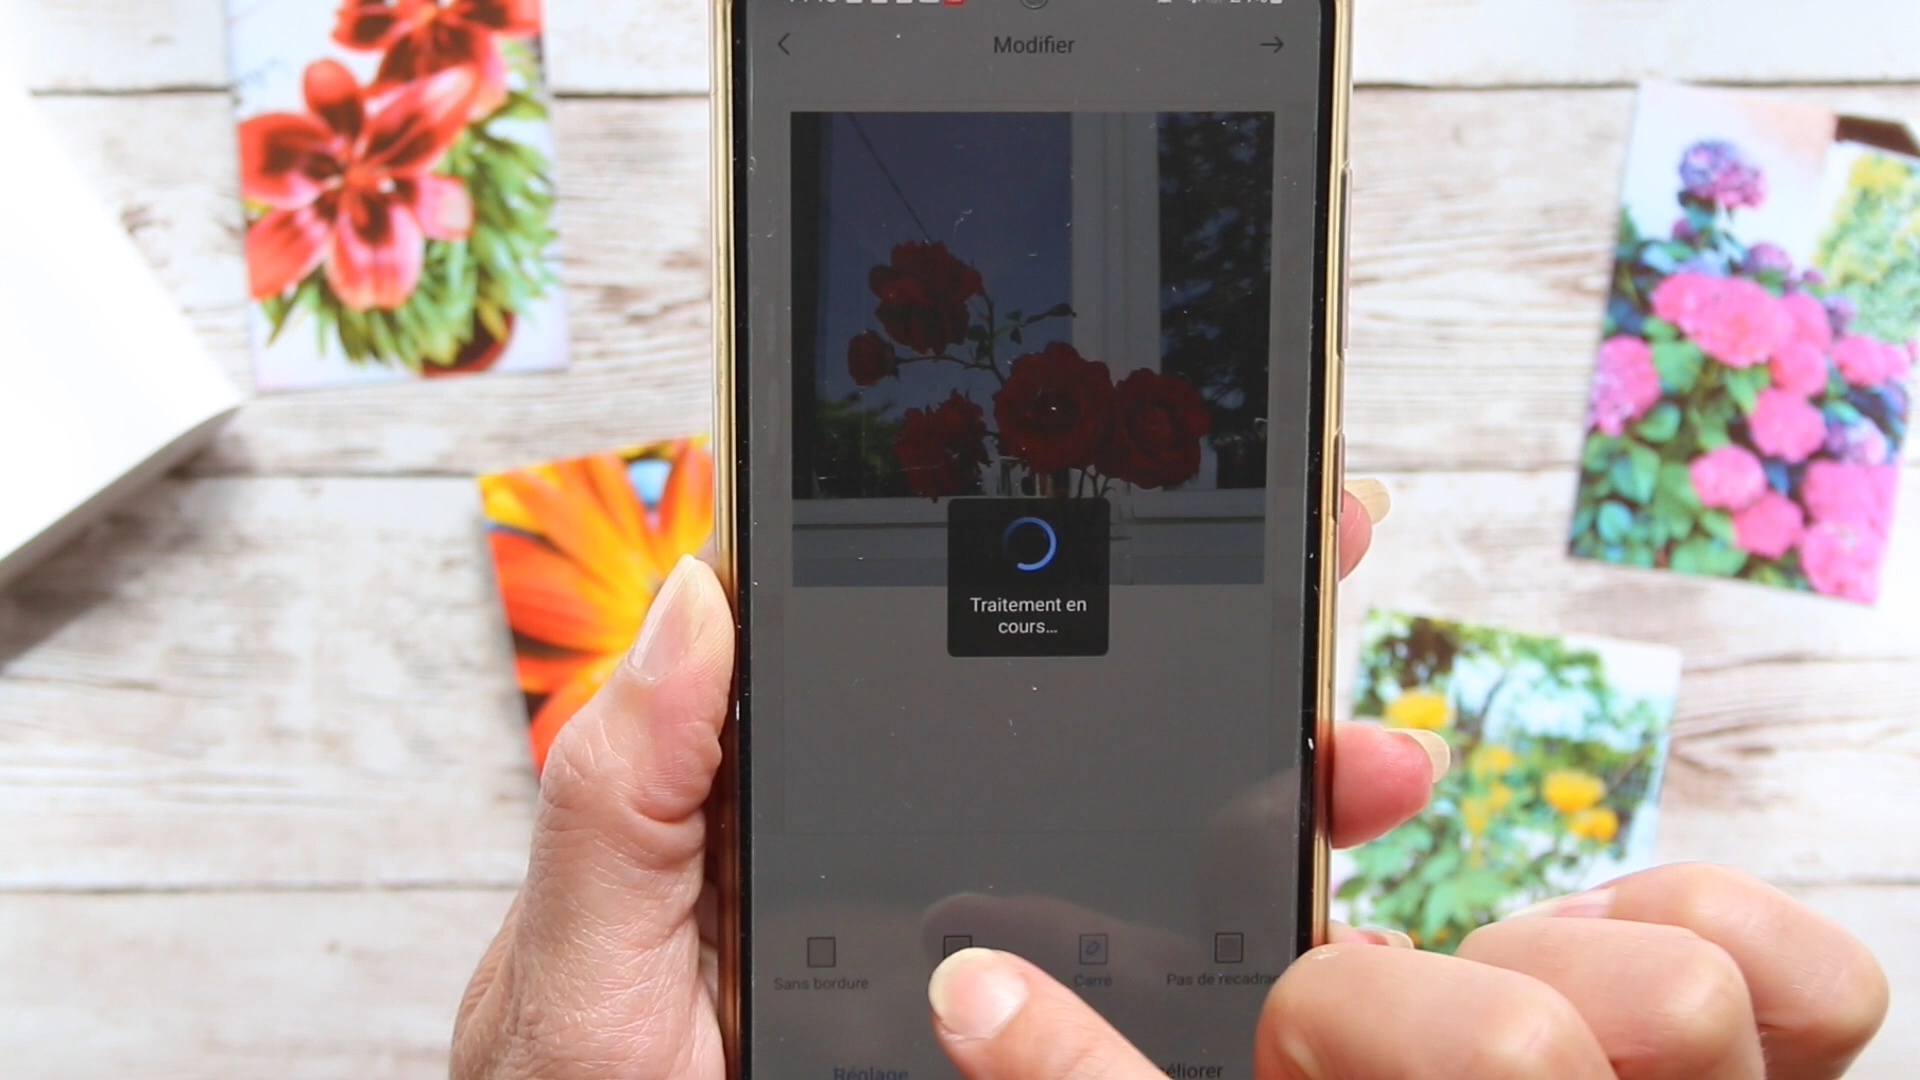 Modifier
Traitement en
cours...
Sans bordure
Carré
Pas de recadra
Réglage
éliorer